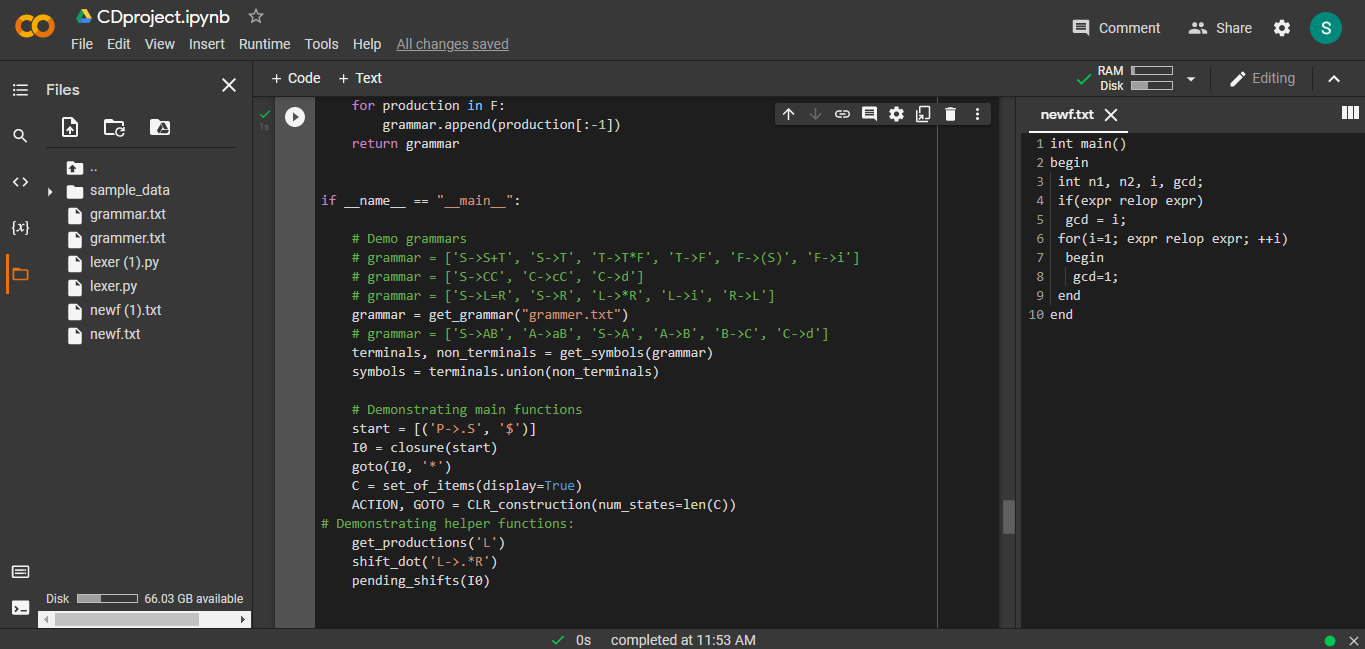 CDproject.ipynb
File Edit View Insert Runtime Tools Help All changes saved
Comment Share S
Files
+ Code + Text
RAM
Disk
Editing
..
sample_data
grammar.txt
grammer.txt
lexer (1).py
lexer.py
newf (1).txt
newf.txt
Disk 66.03 GB available
1s
for production in F:
grammar.append(production[:-1])
return grammar
if __name__ == "__main__":
# Demo grammars
# grammar = ['S->S+T', 'S->T', 'T->T*F', 'T->F', 'F->(S)', 'F->i']
# grammar = ['S->CC', 'C->cC', 'C->d']
# grammar = ['S->L=R', 'S->R', 'L->*R', 'L->i', 'R->L']
grammar = get_grammar("grammer.txt")
# grammar = ['S->AB', 'A->aB', 'S->A', 'A->B', 'B->C', 'C->d']
terminals, non_terminals = get_symbols(grammar)
symbols = terminals.union(non_terminals)
# Demonstrating main functions
start = [('P->.S', '$')]
I0 = closure(start)
goto(I0, '*')
C = set_of_items(display=True)
ACTION, GOTO = CLR_construction(num_states=len(C))
# Demonstrating helper functions:
get_productions('L')
shift_dot('L->.*R')
pending_shifts(I0)
newf.txt
1 int main()
2 begin
3 int n1, n2, i, gcd;
4 if(expr relop expr)
5 gcd = i;
6 for(i=1; expr relop expr; ++i)
7 begin
8 gcd=1;
9 end
10 end
0s completed at 11:53 AM